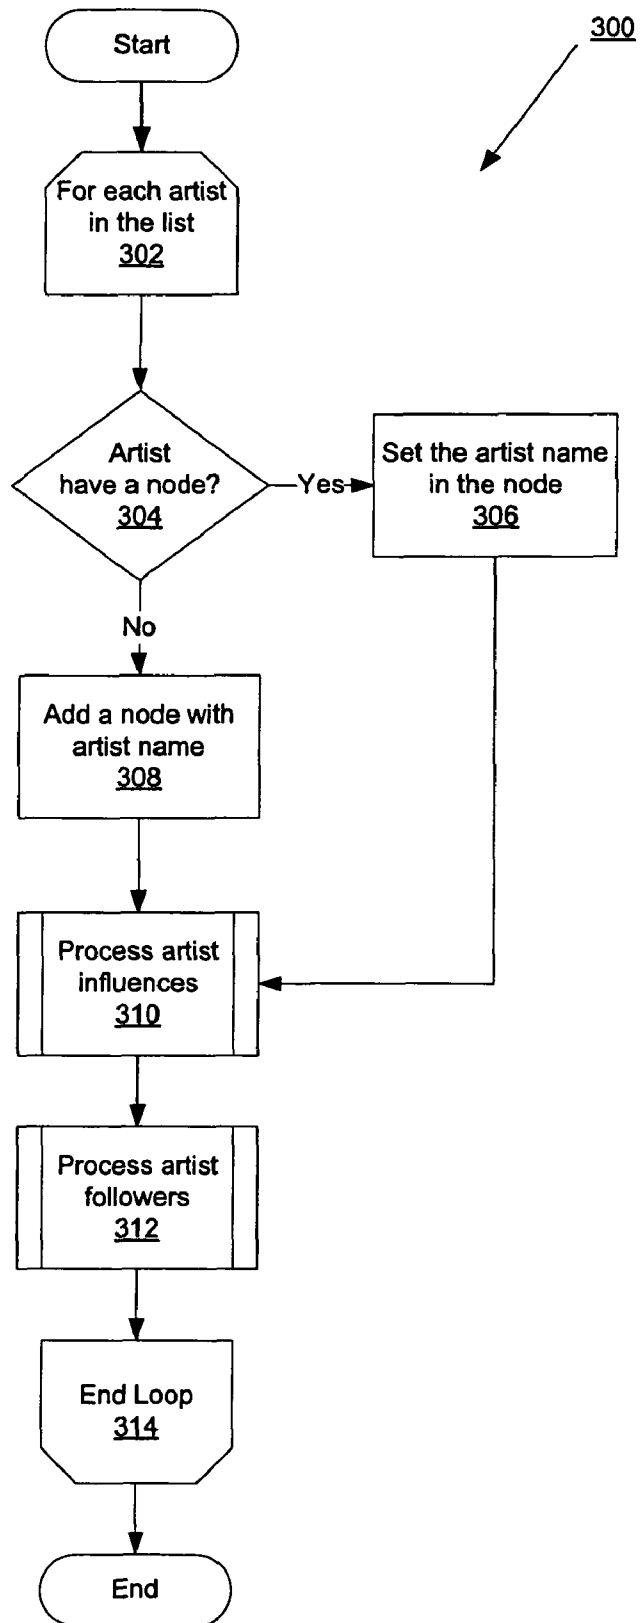 Start
300
For each artist
in the list
302
Artist
have a node?
304
Yes
Set the artist name
in the node
306
No
Add a node with
artist name
308
Process artist
influences
310
Process artist
followers
312
End Loop
314
End